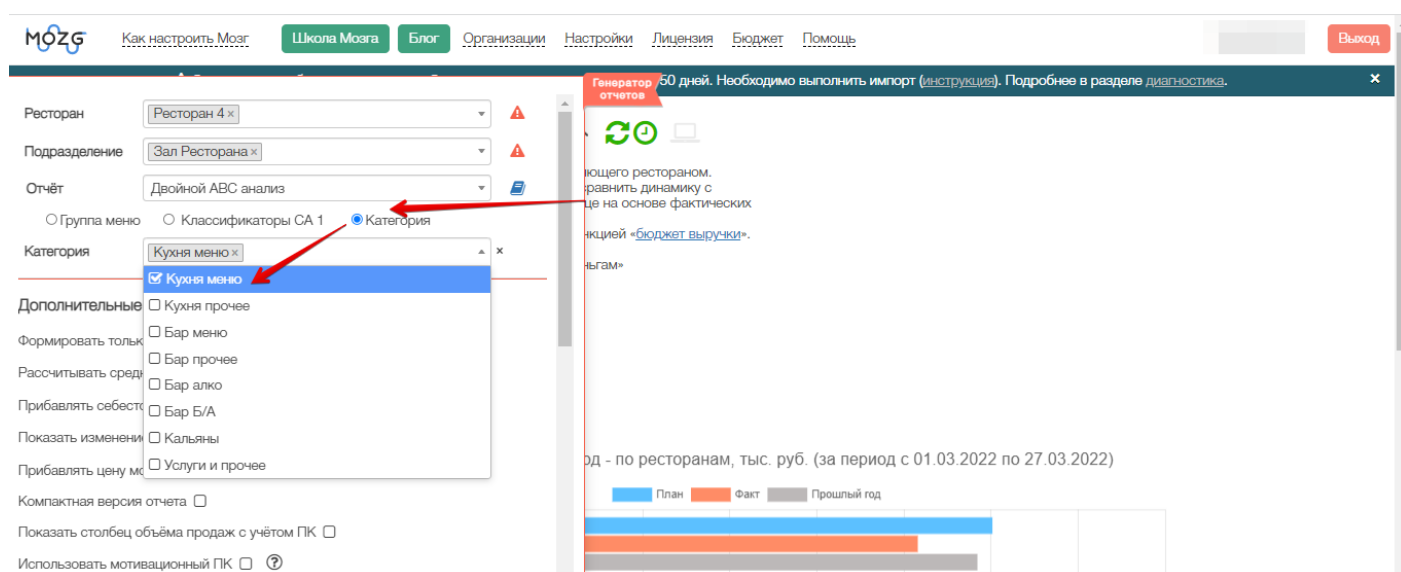 MOZG Как настроить Мозг Школа Мозга Блог Организации Настройки Лицензия Бюджет Помощь Выход
Генератор отчетов
50 дней. Необходимо выполнить импорт (инструкция). Подробнее в разделе диагностика. ×
Ресторан Ресторан 4 ×
Подразделение Зал Ресторана ×
Отчёт Двойной ABC анализ
Группа меню Классификаторы СА 1 Категория
Категория Кухня меню × ×
Кухня меню
Дополнительные
Кухня прочее
Бар меню
Формировать тольк
Бар прочее
Рассчитывать сред
Бар алко
Прибавлять себест
Бар Б/А
Показать изменени
Кальяны
Прибавлять цену м
Услуги и прочее
Компактная версия отчета
Показать столбец объёма продаж с учётом ПК
Использовать мотивационный ПК ?
ющего рестораном.
равнить динамику с
це на основе фактических
кцией «бюджет выручки».
ньгам»
од - по ресторанам, тыс. руб. (за период с 01.03.2022 по 27.03.2022)
План Факт Прошлый год